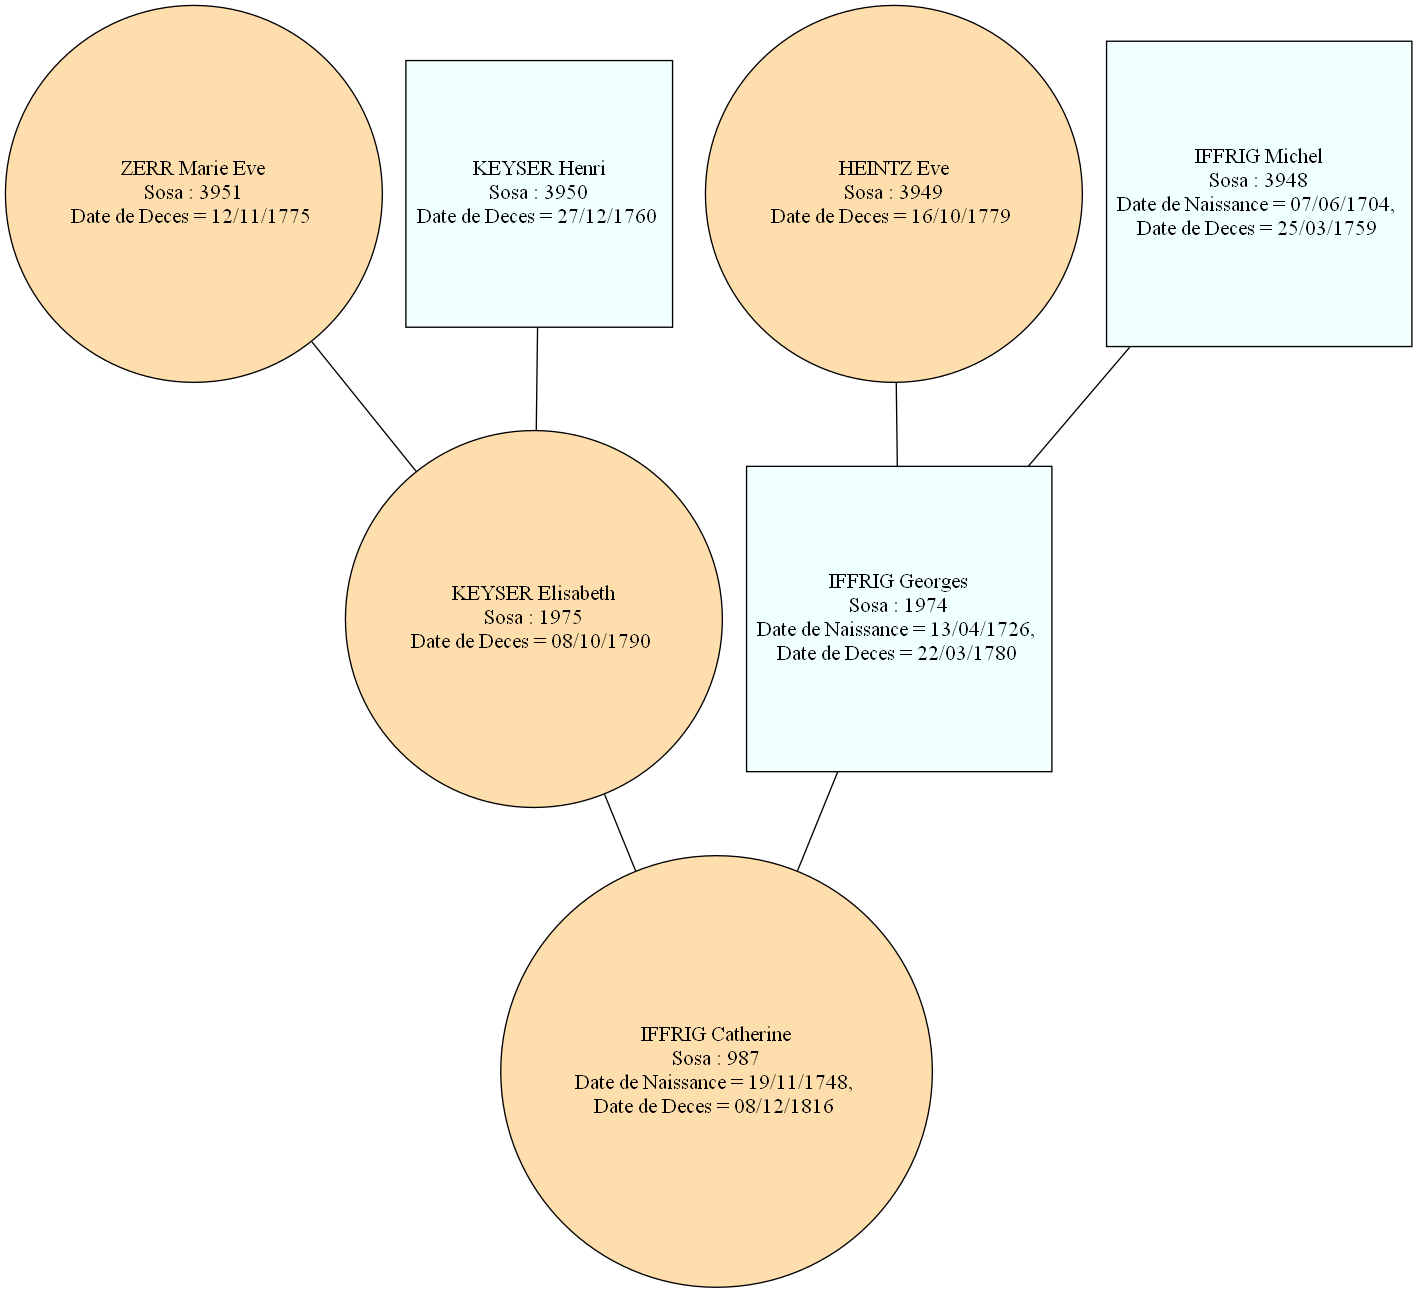 ZERR Marie Eve
Sosa : 3951
Date de Deces = 12/11/1775
KEYSER Henri
Sosa : 3950
Date de Deces = 27/12/1760
HEINTZ Eve
Sosa : 3949
Date de Deces = 16/10/1779
IFFRIG Michel
Sosa : 3948
Date de Naissance = 07/06/1704,
Date de Deces = 25/03/1759
KEYSER Elisabeth
Sosa : 1975
Date de Deces = 08/10/1790
IFFRIG Georges
Sosa : 1974
Date de Naissance = 13/04/1726,
Date de Deces = 22/03/1780
IFFRIG Catherine
Sosa : 987
Date de Naissance = 19/11/1748,
Date de Deces = 08/12/1816